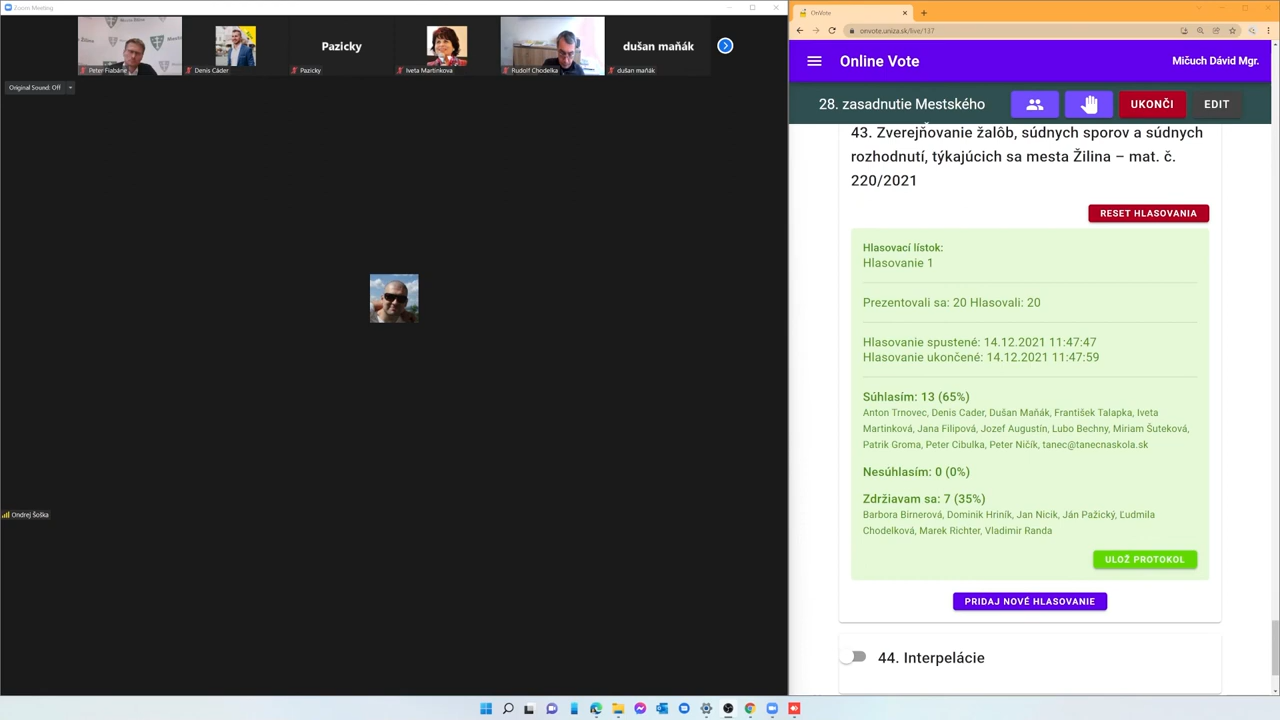 Zoom Meeting
Pazicky
dušan maňák
Peter Fiabáne
Denis Cáder
Pazicky
Iveta Martinkova
Rudolf Chodelka
dušan maňák
Original Sound: Off
Ondrej Šoška
OnVote
onvote.uniza.sk/live/137
Online Vote
Mičuch Dávid Mgr.
28. zasadnutie Mestského
UKONČI
EDIT
43. Zverejňovanie žalôb, súdnych sporov a súdnych
rozhodnutí, týkajúcich sa mesta Žilina – mat. č.
220/2021
RESET HLASOVANIA
Hlasovací lístok:
Hlasovanie 1
Prezentovali sa: 20 Hlasovali: 20
Hlasovanie spustené: 14.12.2021 11:47:47
Hlasovanie ukončené: 14.12.2021 11:47:59
Súhlasím: 13 (65%)
Anton Trnovec, Denis Cader, Dušan Maňák, František Talapka, Iveta
Martinková, Jana Filipová, Jozef Augustín, Lubo Bechny, Miriam Šuteková,
Patrik Groma, Peter Cibulka, Peter Ničík, tanec@tanecnaskola.sk
Nesúhlasím: 0 (0%)
Zdržiavam sa: 7 (35%)
Barbora Birnerová, Dominik Hriník, Jan Nicik, Ján Pažický, Ľudmila
Chodelková, Marek Richter, Vladimir Randa
ULOŽ PROTOKOL
PRIDAJ NOVÉ HLASOVANIE
44. Interpelácie